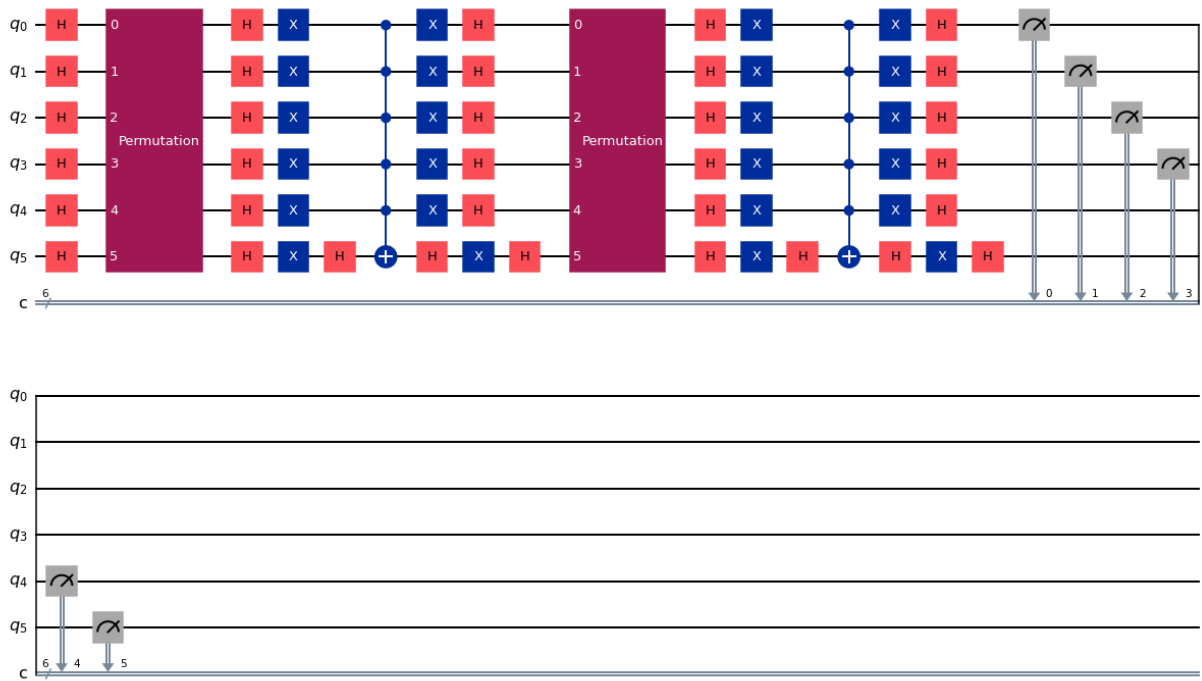 q0 H 0 H X X H 0 H X X H
q1 H 1 H X X H 1 H X X H
q2 H 2 H X X H 2 H X X H
Permutation Permutation
q3 H 3 H X X H 3 H X X H
q4 H 4 H X X H 4 H X X H
q5 H 5 H X H + H X H 5 H X H + H X H
c 6 0 1 2 3
q0
q1
q2
q3
q4
q5
c 6 4 5